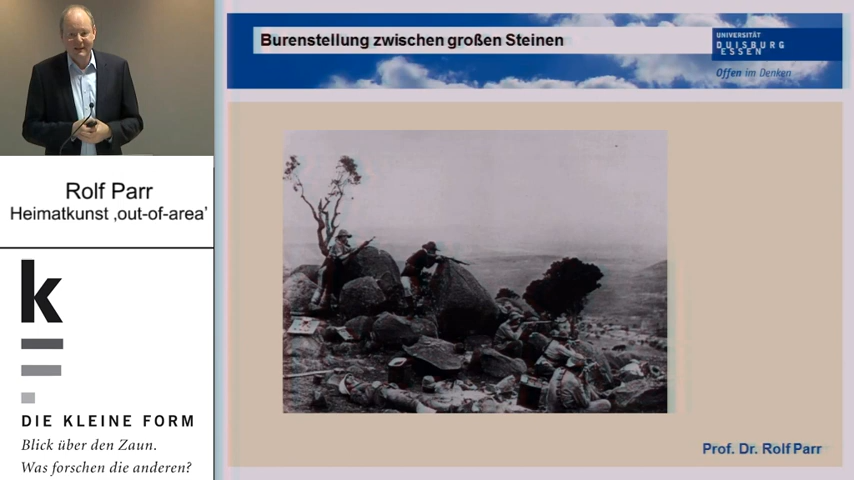 Burenstellung zwischen großen Steinen
UNIVERSITÄT
DUISBURG
ESSEN
Offen im Denken
Rolf Parr
Heimatkunst ‚out-of-area’
k
DIE KLEINE FORM
Blick über den Zaun.
Was forschen die anderen?
Prof. Dr. Rolf Parr